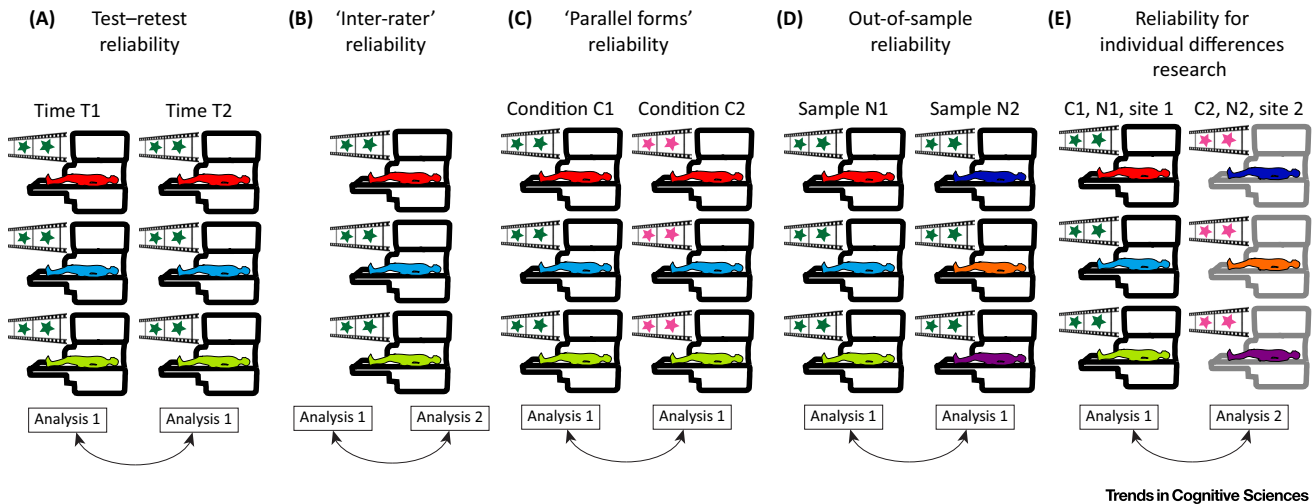 (A) Test–retest
reliability
Time T1 Time T2
Analysis 1 Analysis 1
(B) ‘Inter-rater’
reliability
Analysis 1 Analysis 2
(C) ‘Parallel forms’
reliability
Condition C1 Condition C2
Analysis 1 Analysis 1
(D) Out-of-sample
reliability
Sample N1 Sample N2
Analysis 1 Analysis 1
(E) Reliability for
individual differences
research
C1, N1, site 1 C2, N2, site 2
Analysis 1 Analysis 2
Trends in Cognitive Sciences